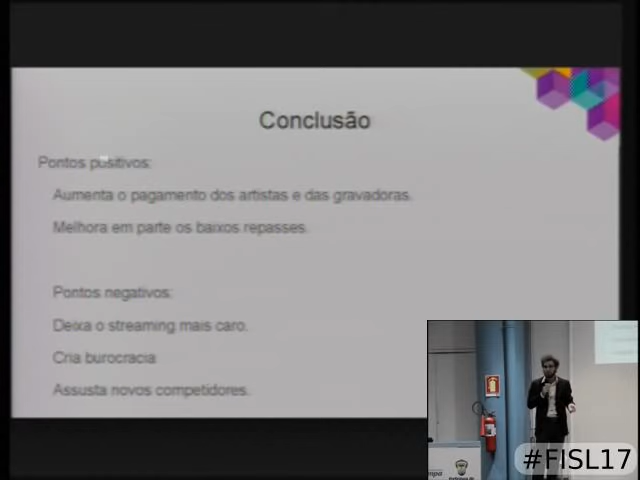 Conclusão
Pontos positivos:
Aumenta o pagamento dos artistas e das gravadoras.
Melhora em parte os baixos repasses.
Pontos negativos:
Deixa o streaming mais caro.
Cria burocracia
Assusta novos competidores.
#FISL17